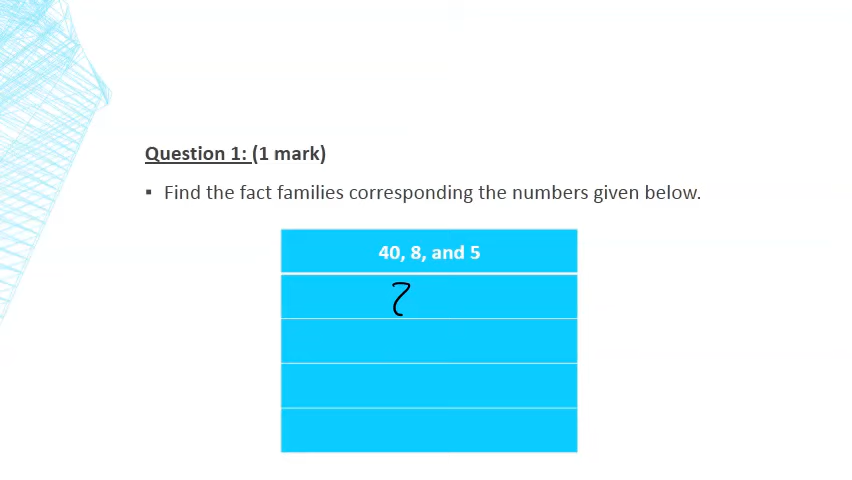 Question 1: (1 mark)
▪ Find the fact families corresponding the numbers given below.
40, 8, and 5